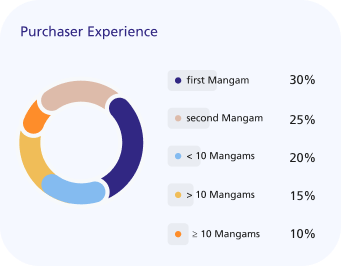 Purchaser Experience
first Mangam 30%
second Mangam 25%
< 10 Mangams 20%
> 10 Mangams 15%
≥ 10 Mangams 10%